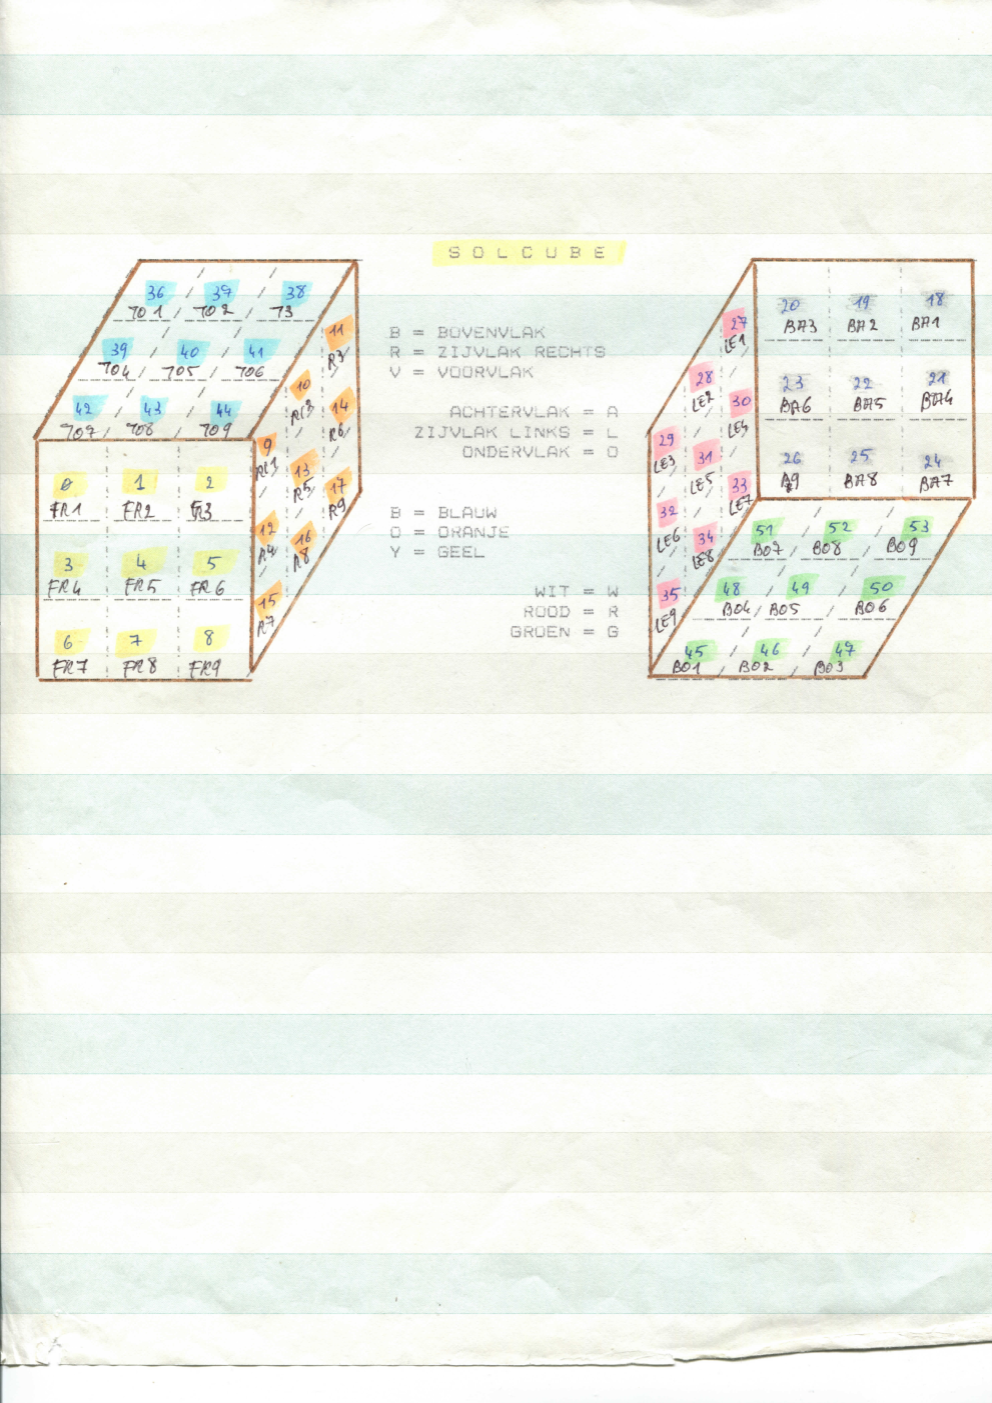 SOLCUBE
36 37 38
TO1 TO2 T3
39 40 41
TO4 TO5 TO6
42 43 44
TO7 TO8 TO9
0 1 2
FR1 FR2 FR3
3 4 5
FR4 FR5 FR6
6 7 8
FR7 FR8 FR9
11
R3
10
14
R6
9
13
R5
17
R9
12
R4
16
R8
15
R7
B = BOVENVLAK
R = ZIJVLAK RECHTS
V = VOORVLAK
ACHTERVLAK = A
ZIJVLAK LINKS = L
ONDERVLAK = O
B = BLAUW
O = ORANJE
Y = GEEL
WIT = W
ROOD = R
GROEN = G
27
LE1
28
LE2
30
LE4
29
LE3
31
LE5
33
LE7
32
LE6
34
LE8
35
LE9
20 19 18
BA3 BA2 BA1
23 22 21
BA6 BA5 BA4
26 25 24
BA8 BA7
51 52 53
BO7 BO8 BO9
48 49 50
BO4 BO5 BO6
45 46 47
BO1 BO2 BO3